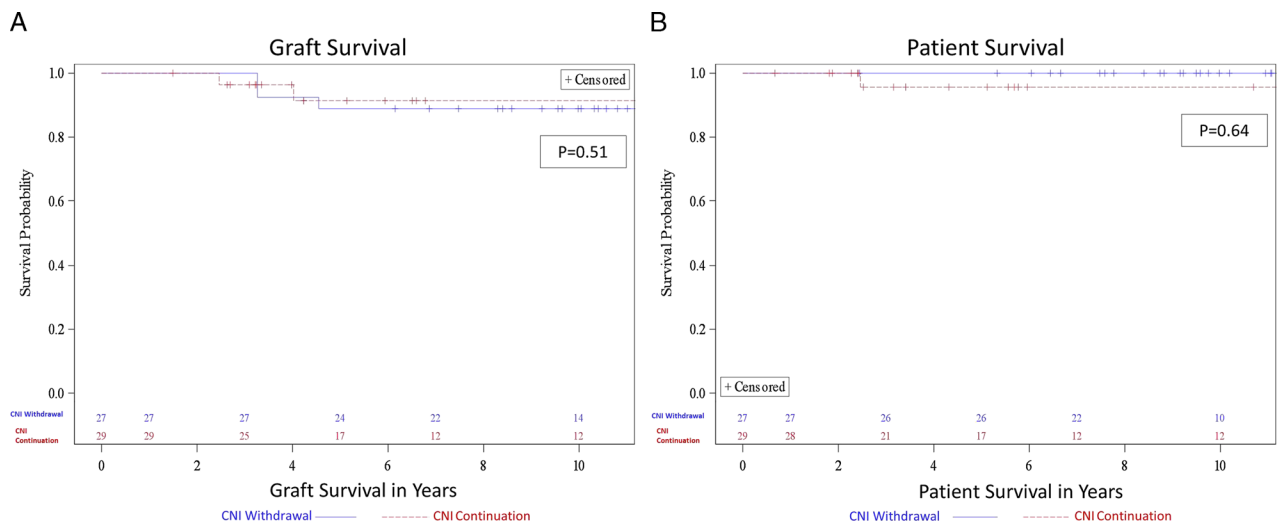 A
Graft Survival
1.0
0.8
0.6
0.4
0.2
0.0
Survival Probability
+ Censored
P=0.51
CNI Withdrawal 27 27 27 24 22 14
CNI
Continuation 29 29 25 17 12 12
0 2 4 6 8 10
Graft Survival in Years
CNI Withdrawal CNI Continuation
B
Patient Survival
1.0
0.8
0.6
0.4
0.2
0.0
Survival Probability
P=0.64
+ Censored
CNI Withdrawal 27 27 26 26 22 10
CNI
Continuation 29 28 21 17 12 12
0 2 4 6 8 10
Patient Survival in Years
CNI Withdrawal CNI Continuation